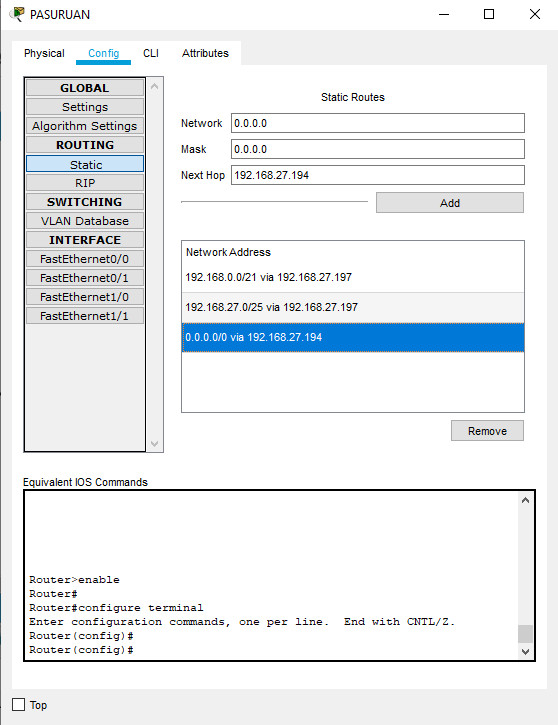 PASURUAN
Physical Config CLI Attributes
GLOBAL
Settings
Algorithm Settings
ROUTING
Static
RIP
SWITCHING
VLAN Database
INTERFACE
FastEthernet0/0
FastEthernet0/1
FastEthernet1/0
FastEthernet1/1
Static Routes
Network 0.0.0.0
Mask 0.0.0.0
Next Hop 192.168.27.194
Add
Network Address
192.168.0.0/21 via 192.168.27.197
192.168.27.0/25 via 192.168.27.197
0.0.0.0/0 via 192.168.27.194
Remove
Equivalent IOS Commands
Router>enable
Router#
Router#configure terminal
Enter configuration commands, one per line. End with CNTL/Z.
Router(config)#
Router(config)#
Top